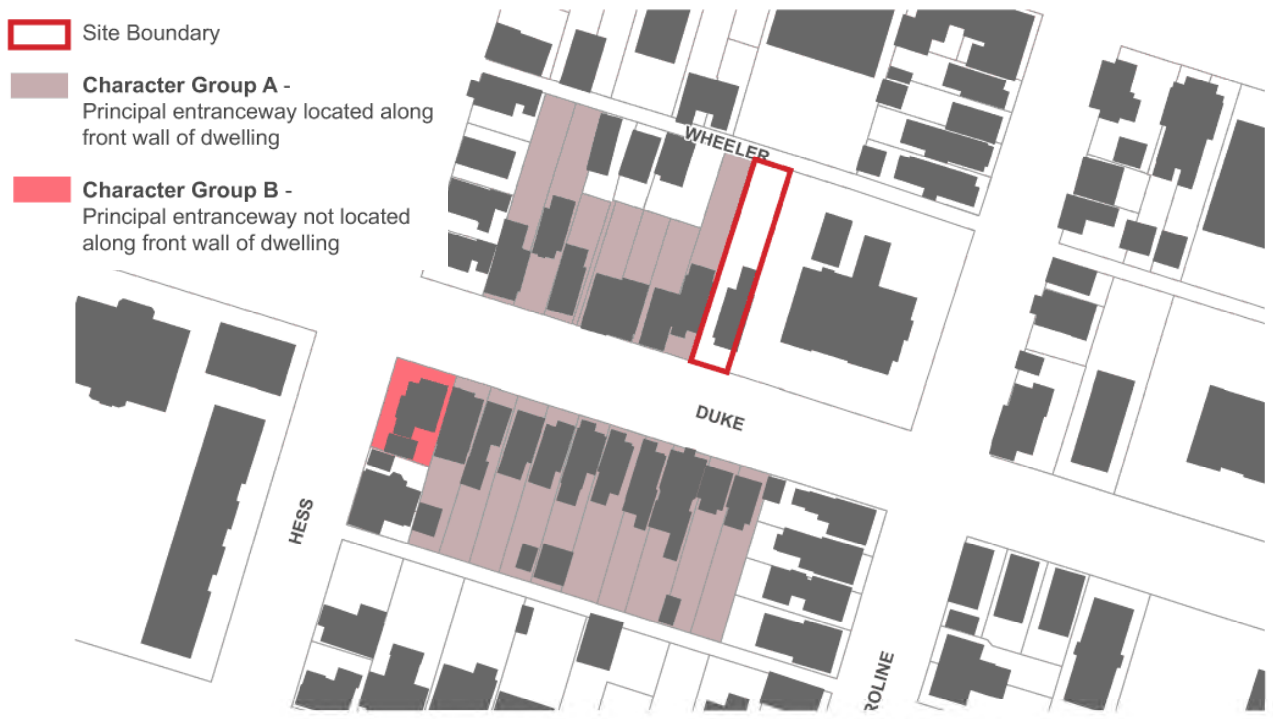 Site Boundary
Character Group A -
Principal entranceway located along
front wall of dwelling
Character Group B -
Principal entranceway not located
along front wall of dwelling
WHEELER
DUKE
HESS
ROLINE